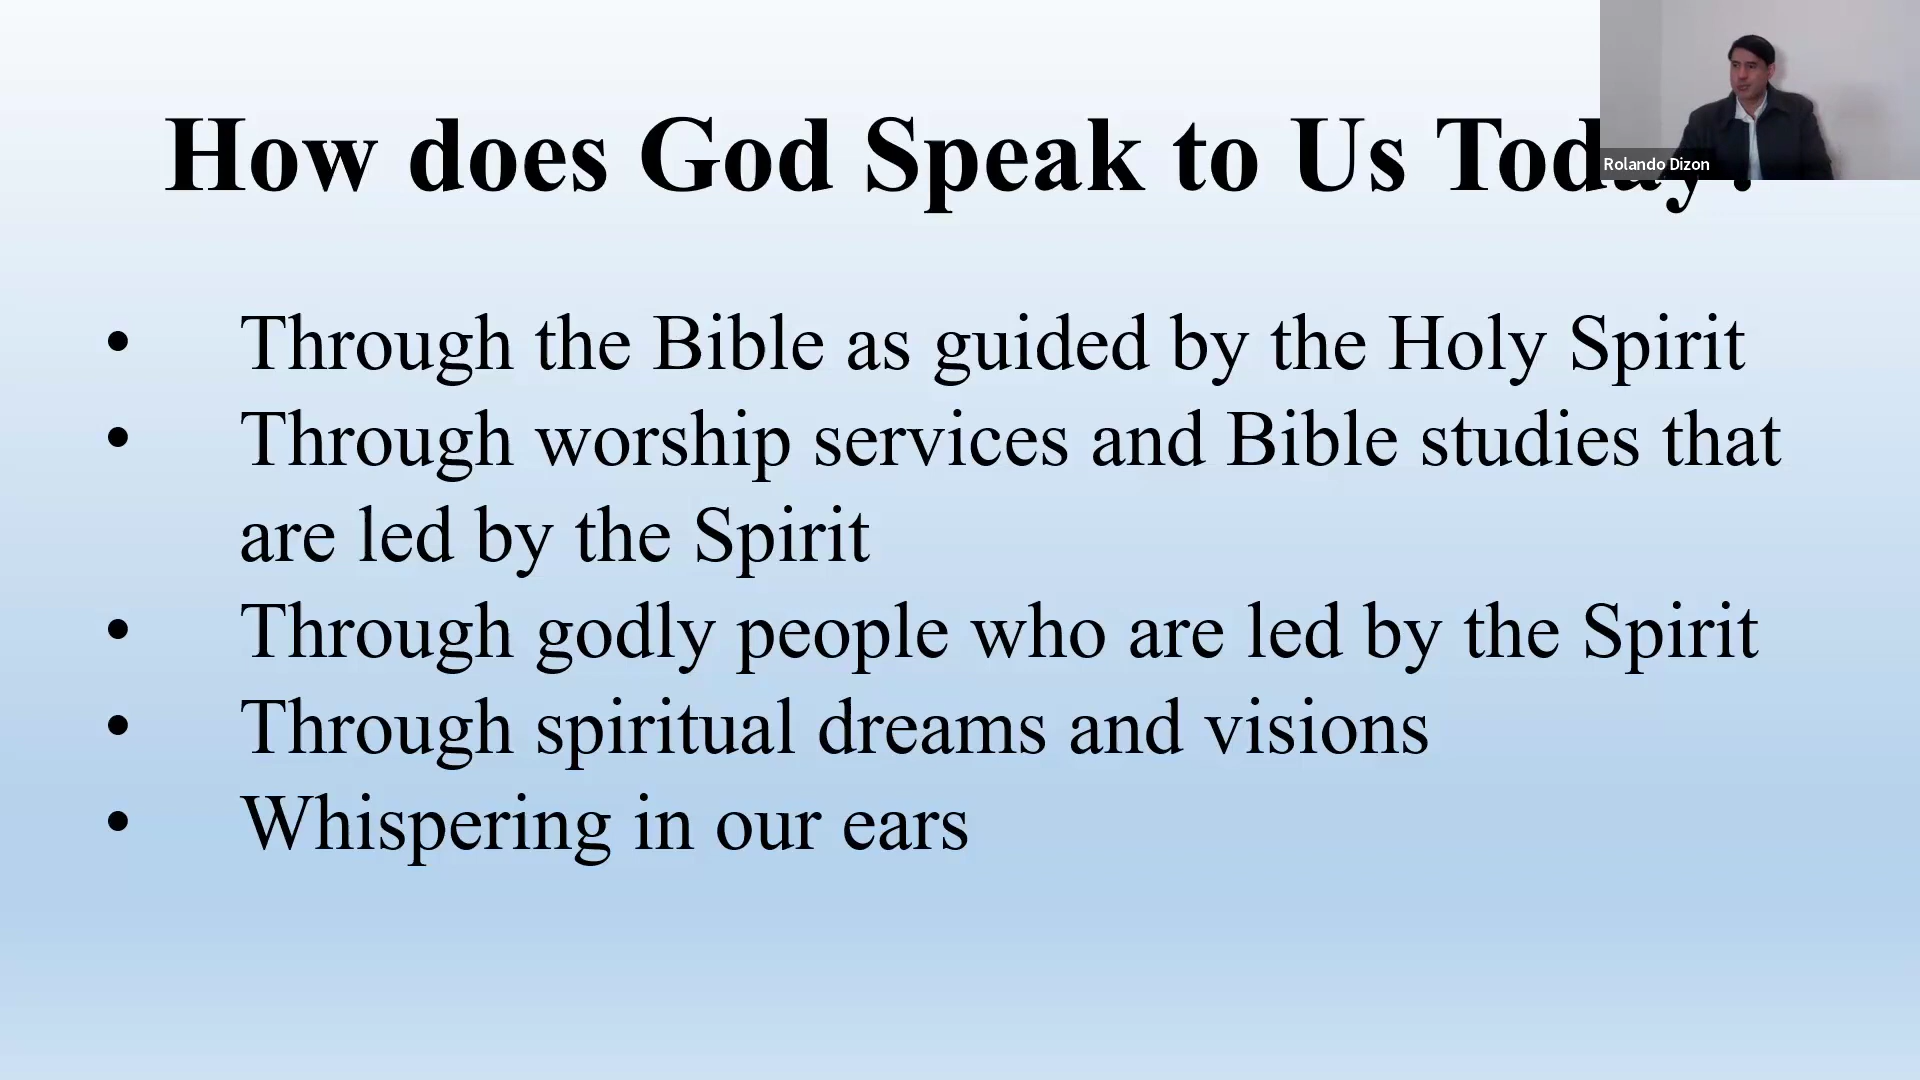 How does God Speak to Us Today?
Rolando Dizon
• Through the Bible as guided by the Holy Spirit
• Through worship services and Bible studies that
are led by the Spirit
• Through godly people who are led by the Spirit
• Through spiritual dreams and visions
• Whispering in our ears